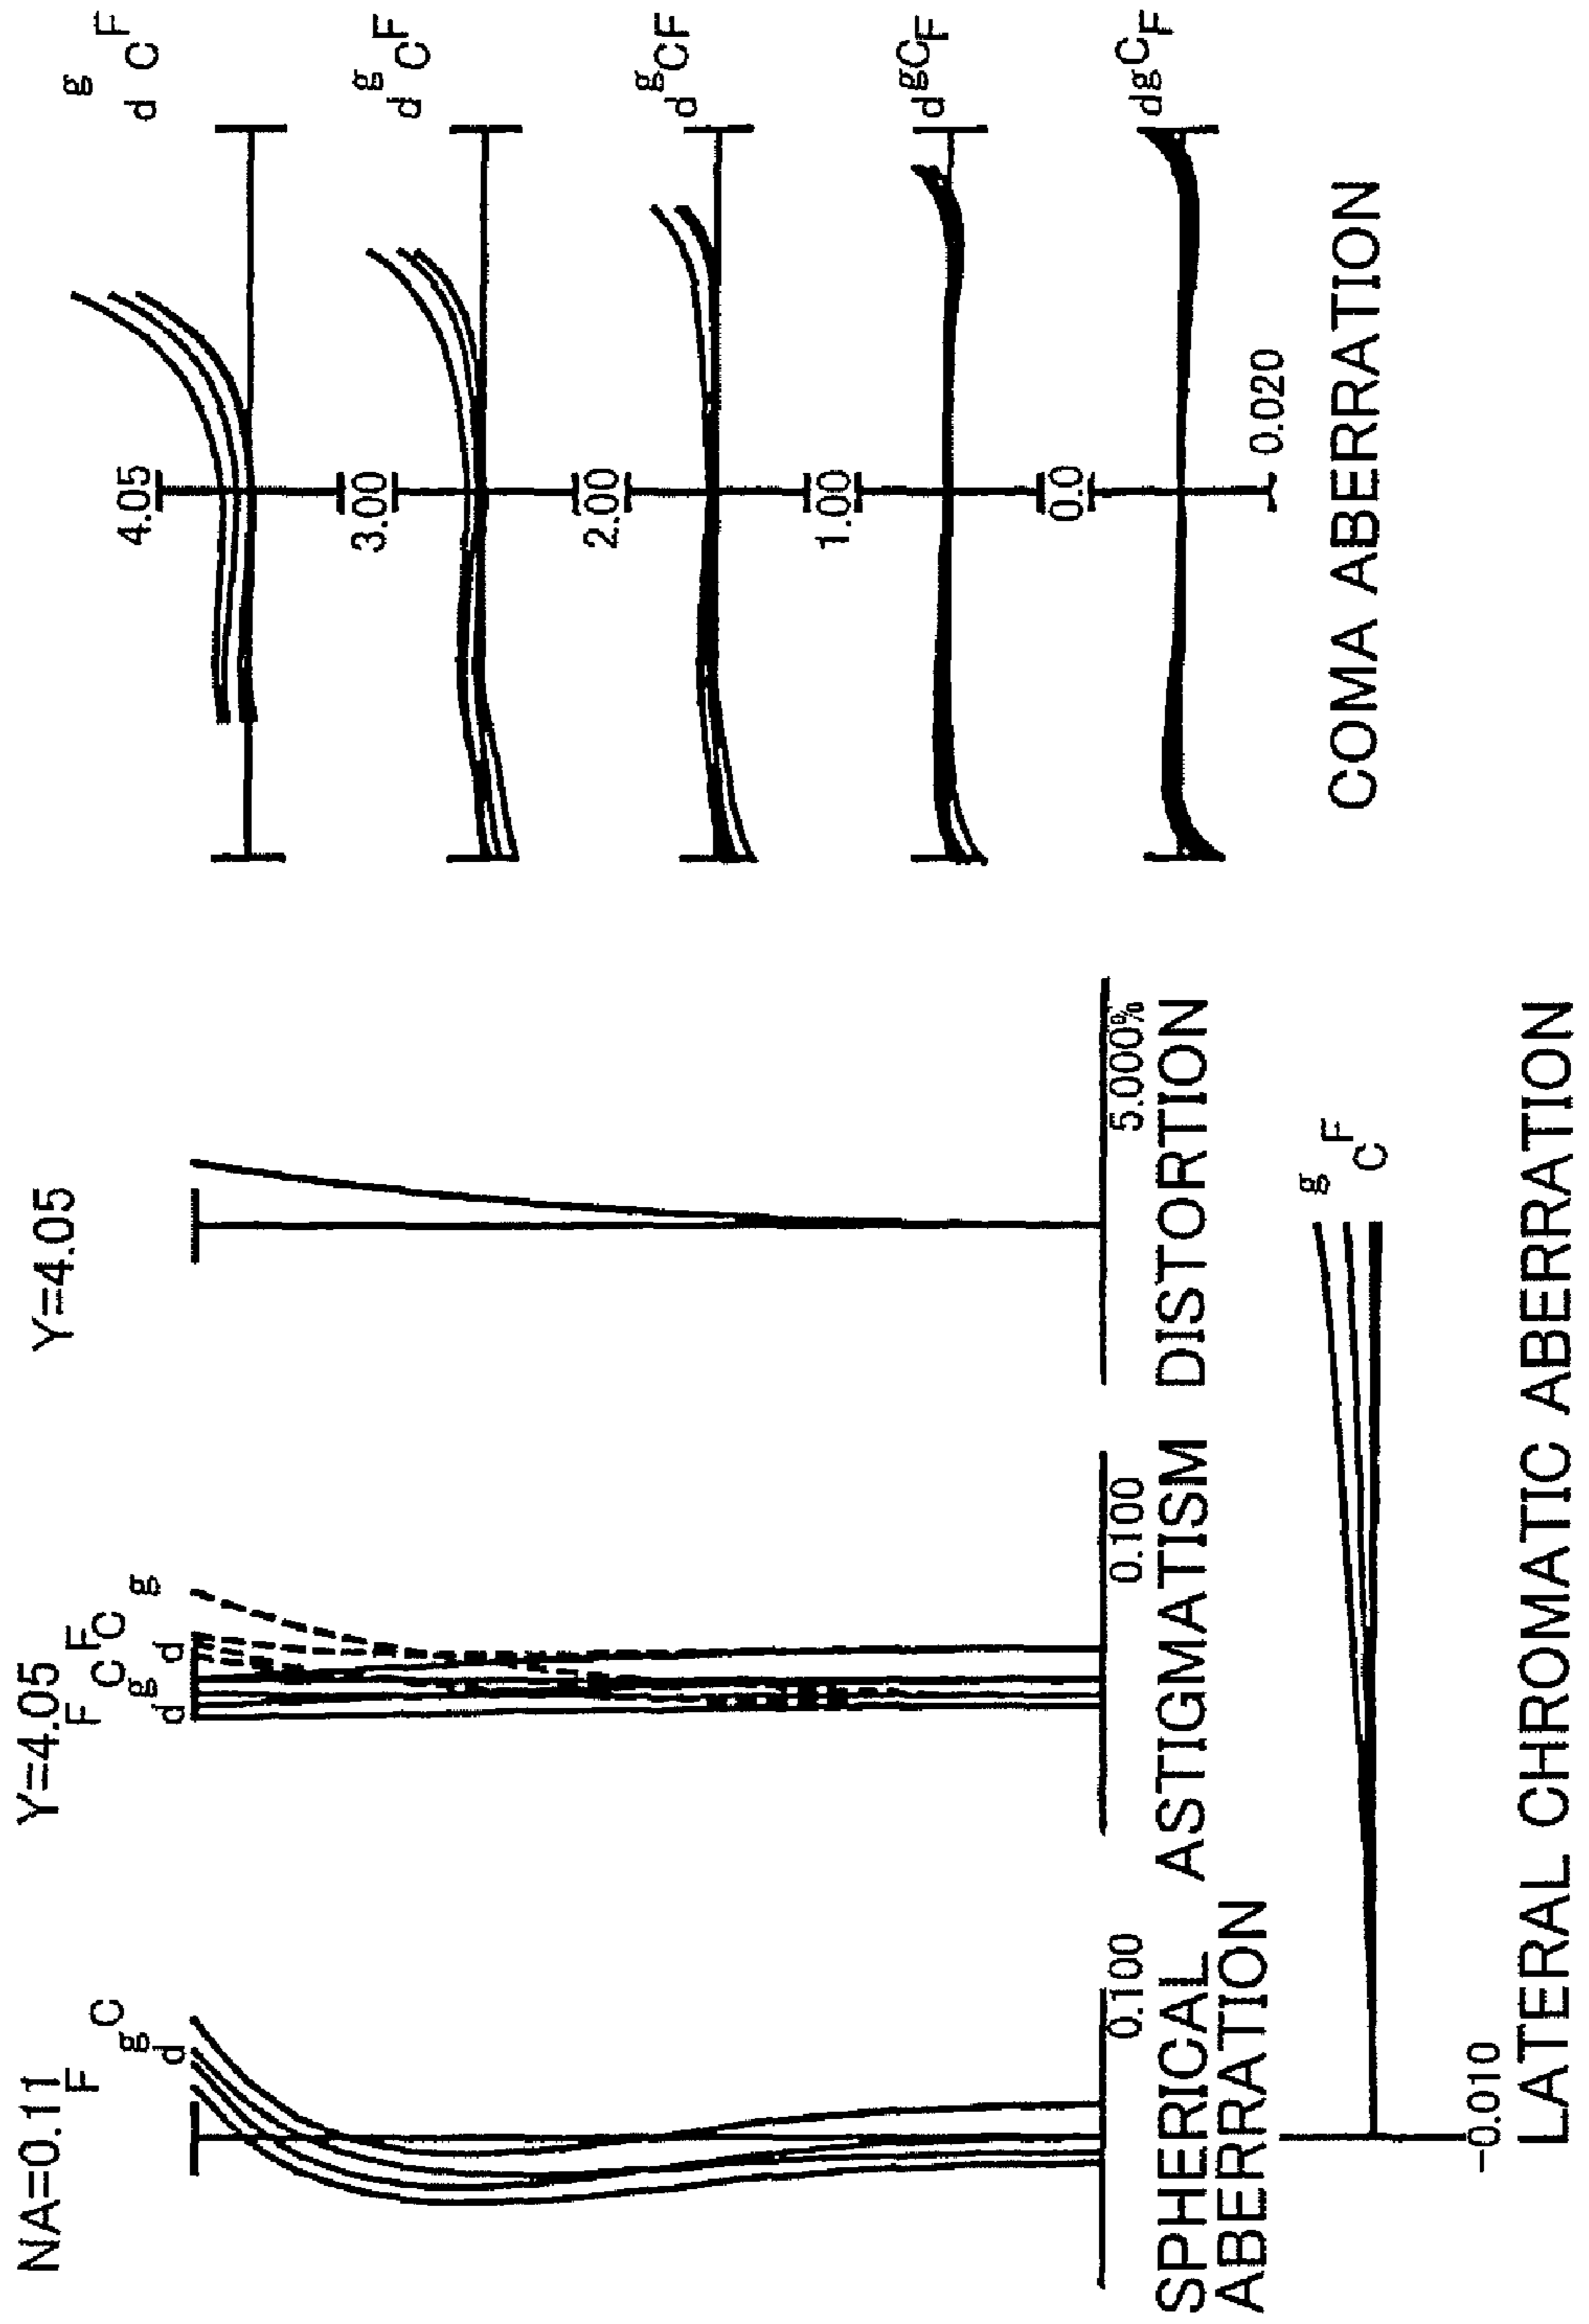 NA=0.11
F
d
g
C
SPHERICAL
ABERRATION
0.100
Y=4.05
d
F
g
C
d
F
C
g
0.100
ASTIGMATISM
Y=4.05
5.000%
DISTORTION
4.05
d
g
C
F
3.00
d
g
C
F
2.00
d
g
C
F
1.00
d
g
C
F
0.0
d
g
C
F
0.020
COMA ABERRATION
g
C
F
-0.010
LATERAL CHROMATIC ABERRATION